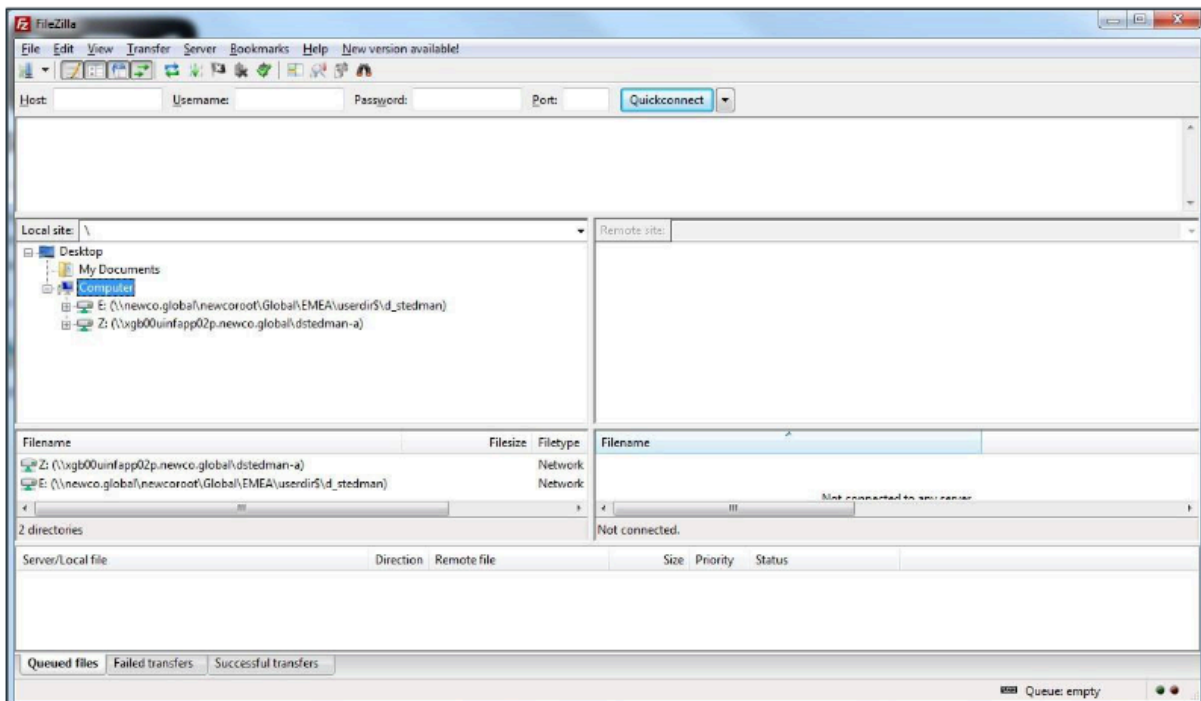 FileZilla
File Edit View Transfer Server Bookmarks Help New version available!
Host: Username: Password: Port: Quickconnect
Local site: \
Remote site:
Desktop
My Documents
Computer
E: (\\newco.global\newcoroot\Global\EMEA\userdir$\d_stedman)
Z: (\\xgb00uinfapp02p.newco.global\dstedman-a)
Filename Filesize Filetype
Z: (\\xgb00uinfapp02p.newco.global\dstedman-a) Network
E: (\\newco.global\newcoroot\Global\EMEA\userdir$\d_stedman) Network
2 directories
Filename
Not connected to any server
Not connected.
Server/Local file Direction Remote file Size Priority Status
Queued files Failed transfers Successful transfers
Queue: empty